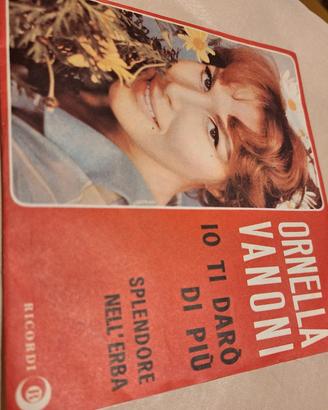 ORNELLA
VANONI
IO TI DARÒ
DI PIÙ
SPLENDORE
NELL'ERBA
RICORDI
R